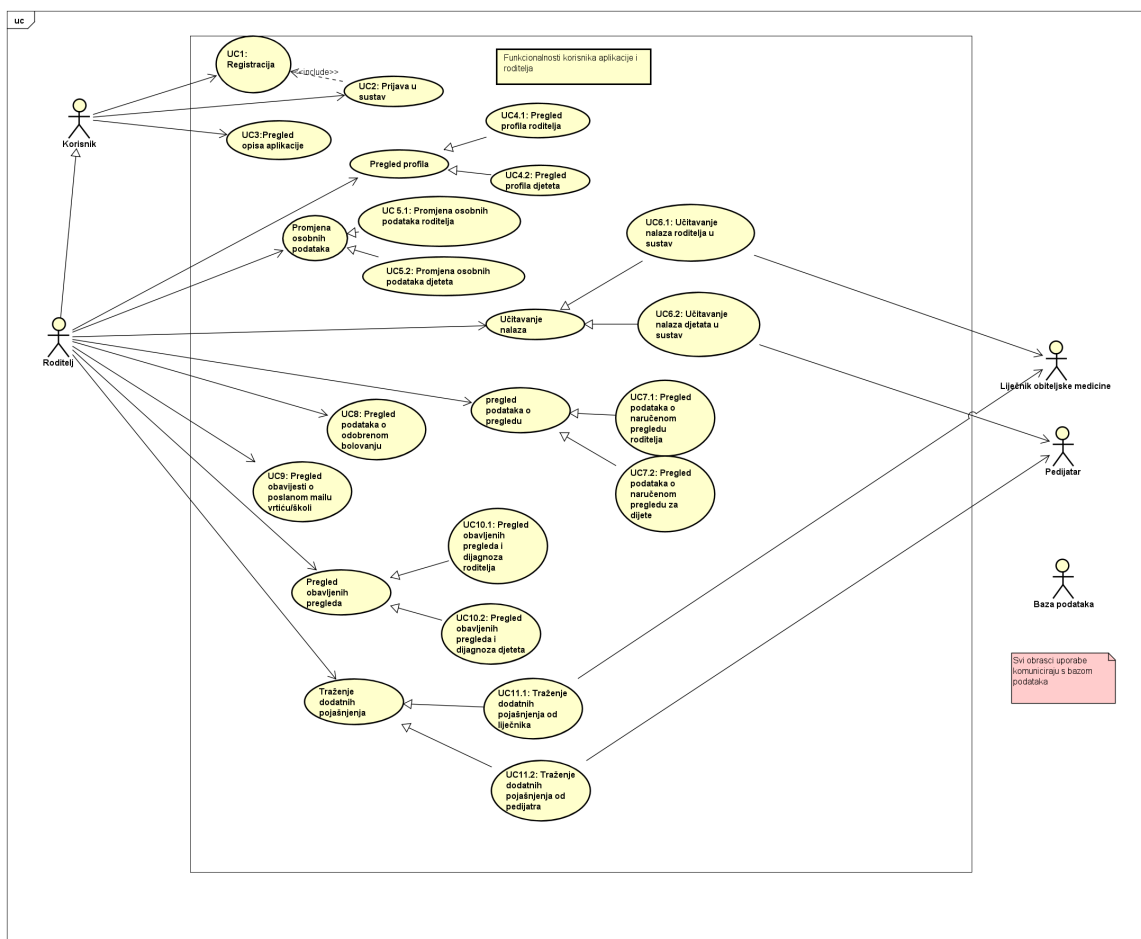 uc
UC1:
Registracija
<<include>>
UC2: Prijava u
sustav
Funkcionalnosti korisnika aplikacije i
roditelja
Korisnik
UC3:Pregled
opisa aplikacije
UC4.1: Pregled
profila roditelja
Pregled profila
UC4.2: Pregled
profila djeteta
UC 5.1: Promjena osobnih
podataka roditelja
Promjena
osobnih
podataka
UC5.2: Promjena osobnih
podataka djeteta
UC6.1: Učitavanje
nalaza roditelja u
sustav
Učitavanje
nalaza
UC6.2: Učitavanje
nalaza djetata u
sustav
Roditelj
Liječnik obiteljske medicine
pregled
podataka o
pregledu
UC7.1: Pregled
podataka o
naručenom
pregledu
roditelja
UC8: Pregled
podataka o
odobrenom
bolovanju
Pedijatar
UC7.2: Pregled
podataka o
naručenom
pregledu za
dijete
UC9: Pregled
obavijesti o
poslanom mailu
vrtiću/školi
UC10.1: Pregled
obavljenih
pregleda i
dijagnoza
roditelja
Pregled
obavljenih
pregleda
UC10.2: Pregled
obavljenih
pregleda i
dijagnoza djeteta
Baza podataka
Svi obrasci uporabe
komuniciraju s bazom
podataka
Traženje
dodatnih
pojašnjenja
UC11.1: Traženje
dodatnih
pojašnjenja od
liječnika
UC11.2: Traženje
dodatnih
pojašnjenja od
pedijatra